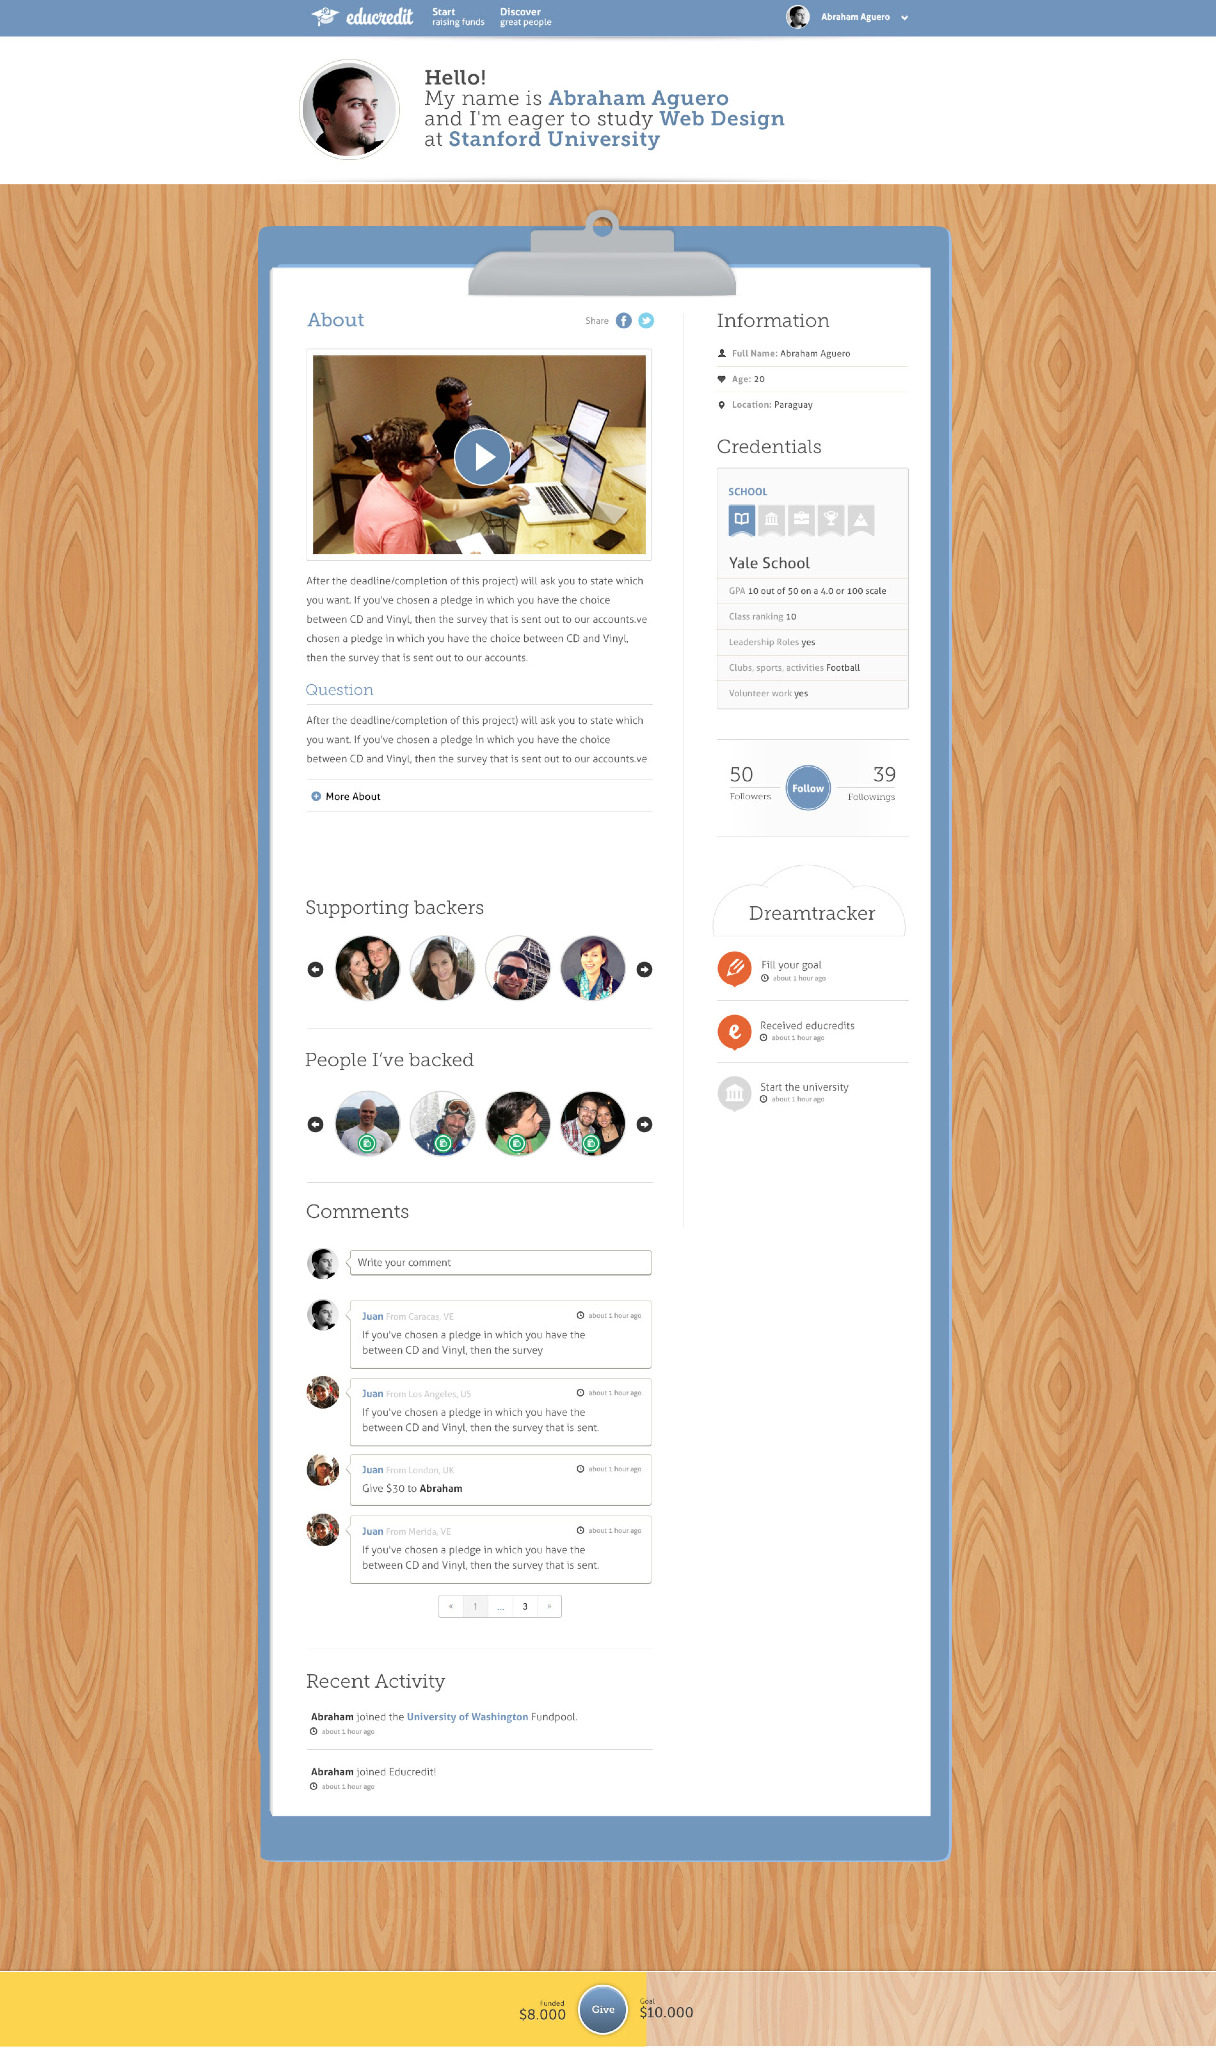 educredit
Start
raising funds
Discover
great people
Abraham Aguero
Hello!
My name is Abraham Aguero
and I'm eager to study Web Design
at Stanford University
About
Share
After the deadline/completion of this project) will ask you to state which
you want. If you've chosen a pledge in which you have the choice
between CD and Vinyl, then the survey that is sent out to our accounts.ve
chosen a pledge in which you have the choice between CD and Vinyl,
then the survey that is sent out to our accounts.
Question
After the deadline/completion of this project) will ask you to state which
you want. If you've chosen a pledge in which you have the choice
between CD and Vinyl, then the survey that is sent out to our accounts.ve
More About
Supporting backers
People I've backed
Comments
Write your comment
Juan From Caracas, VE
about 1 hour ago
If you've chosen a pledge in which you have the
between CD and Vinyl, then the survey
Juan From Los Angeles, US
about 1 hour ago
If you've chosen a pledge in which you have the
between CD and Vinyl, then the survey that is sent.
Juan From London, UK
about 1 hour ago
Give $30 to Abraham
Juan From Merida, VE
about 1 hour ago
If you've chosen a pledge in which you have the
between CD and Vinyl, then the survey that is sent.
« 1 ... 3 »
Recent Activity
Abraham joined the University of Washington Fundpool.
about 1 hour ago
Abraham joined Educredit!
about 1 hour ago
Information
Full Name: Abraham Aguero
Age: 20
Location: Paraguay
Credentials
SCHOOL
Yale School
GPA 10 out of 50 on a 4.0 or 100 scale
Class ranking 10
Leadership Roles yes
Clubs, sports, activities Football
Volunteer work yes
50
Followers
Follow
39
Followings
Dreamtracker
Fill your goal
about 1 hour ago
Received educredits
about 1 hour ago
Start the university
about 1 hour ago
Funded
$8.000
Give
Goal
$10.000